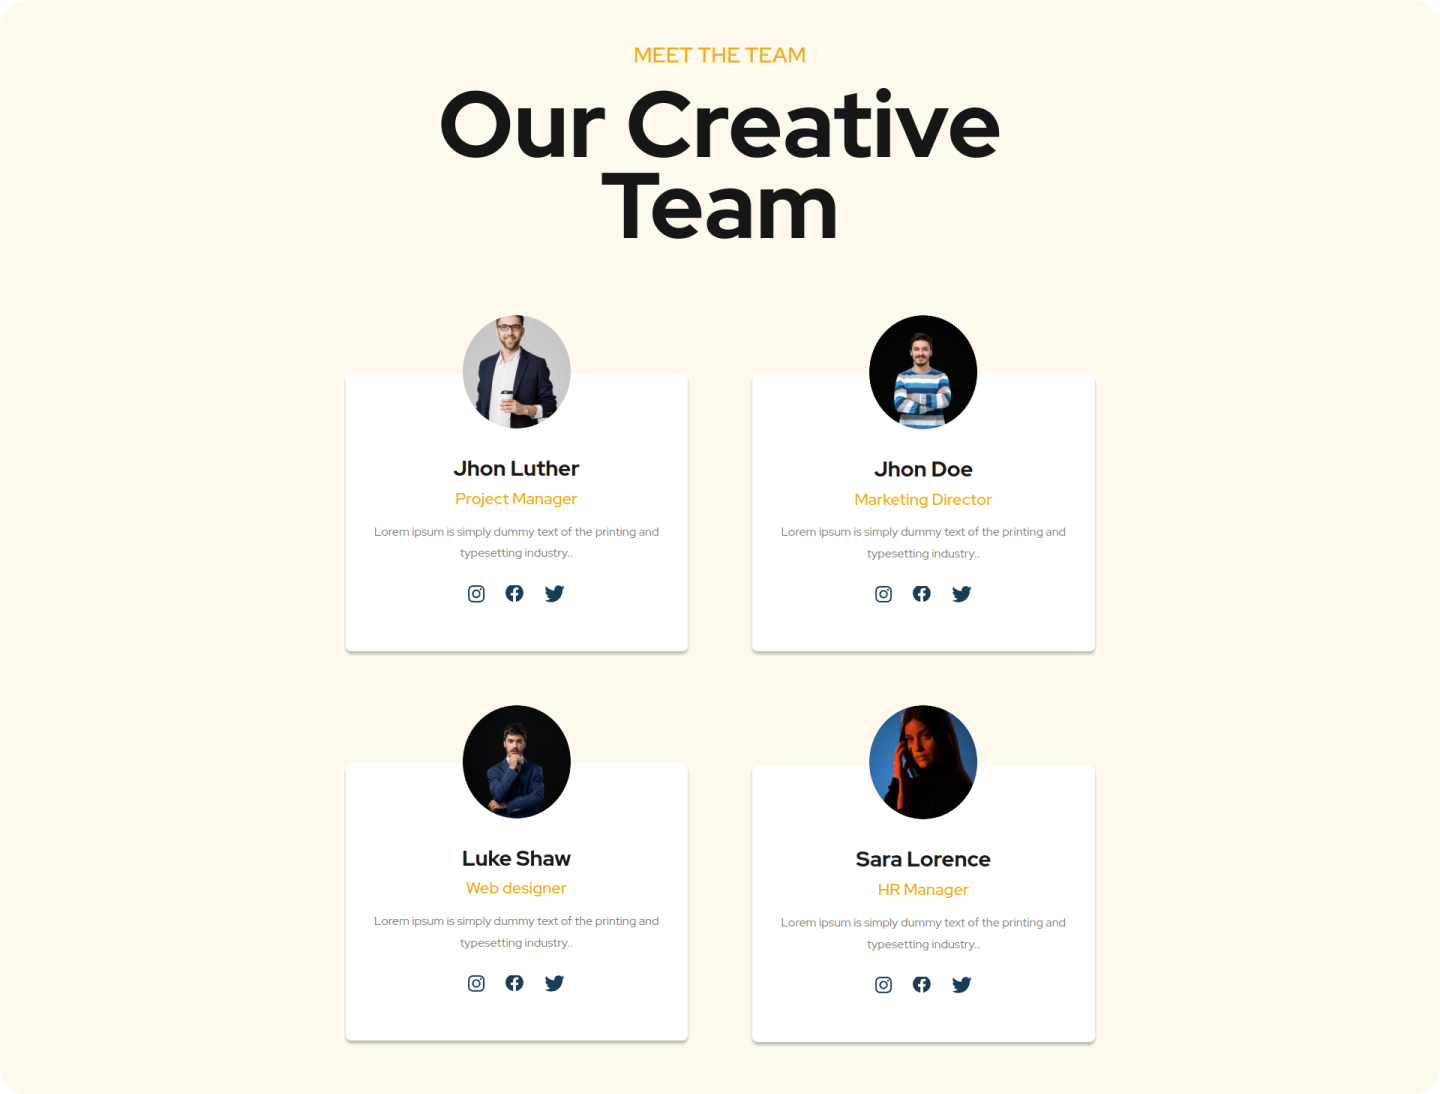 MEET THE TEAM
Our Creative
Team
Jhon Luther
Project Manager
Lorem ipsum is simply dummy text of the printing and
typesetting industry..
Jhon Doe
Marketing Director
Lorem ipsum is simply dummy text of the printing and
typesetting industry..
Luke Shaw
Web designer
Lorem ipsum is simply dummy text of the printing and
typesetting industry..
Sara Lorence
HR Manager
Lorem ipsum is simply dummy text of the printing and
typesetting industry..